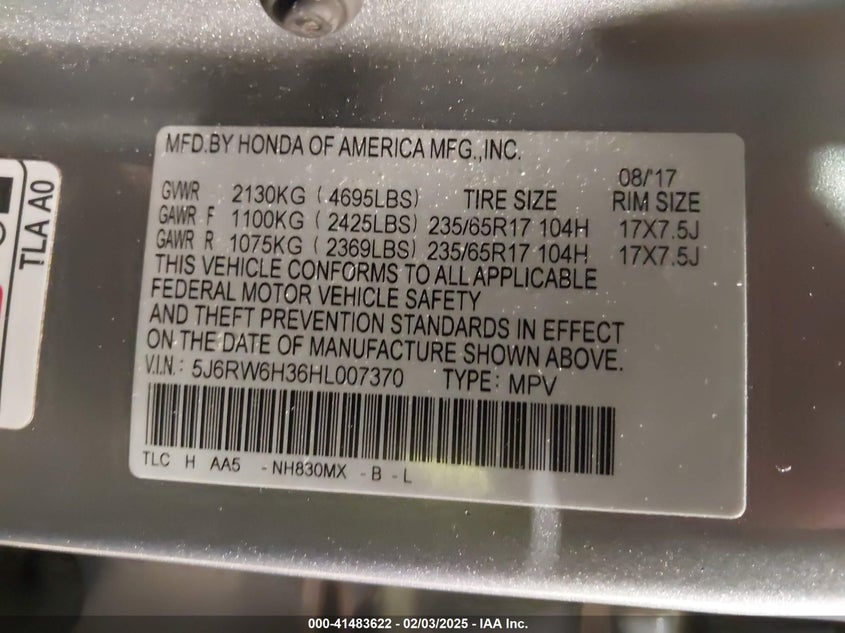 MFD.BY HONDA OF AMERICA MFG.,INC.
08/'17
GVWR 2130KG ( 4695LBS) TIRE SIZE RIM SIZE
GAWR F 1100KG ( 2425LBS) 235/65R17 104H 17X7.5J
GAWR R 1075KG ( 2369LBS) 235/65R17 104H 17X7.5J
THIS VEHICLE CONFORMS TO ALL APPLICABLE
FEDERAL MOTOR VEHICLE SAFETY
AND THEFT PREVENTION STANDARDS IN EFFECT
ON THE DATE OF MANUFACTURE SHOWN ABOVE.
V.I.N.: 5J6RW6H36HL007370 TYPE: MPV
TLC H AA5 -NH830MX -B -L
TLA A0
000-41483622 - 02/03/2025 - IAA Inc.